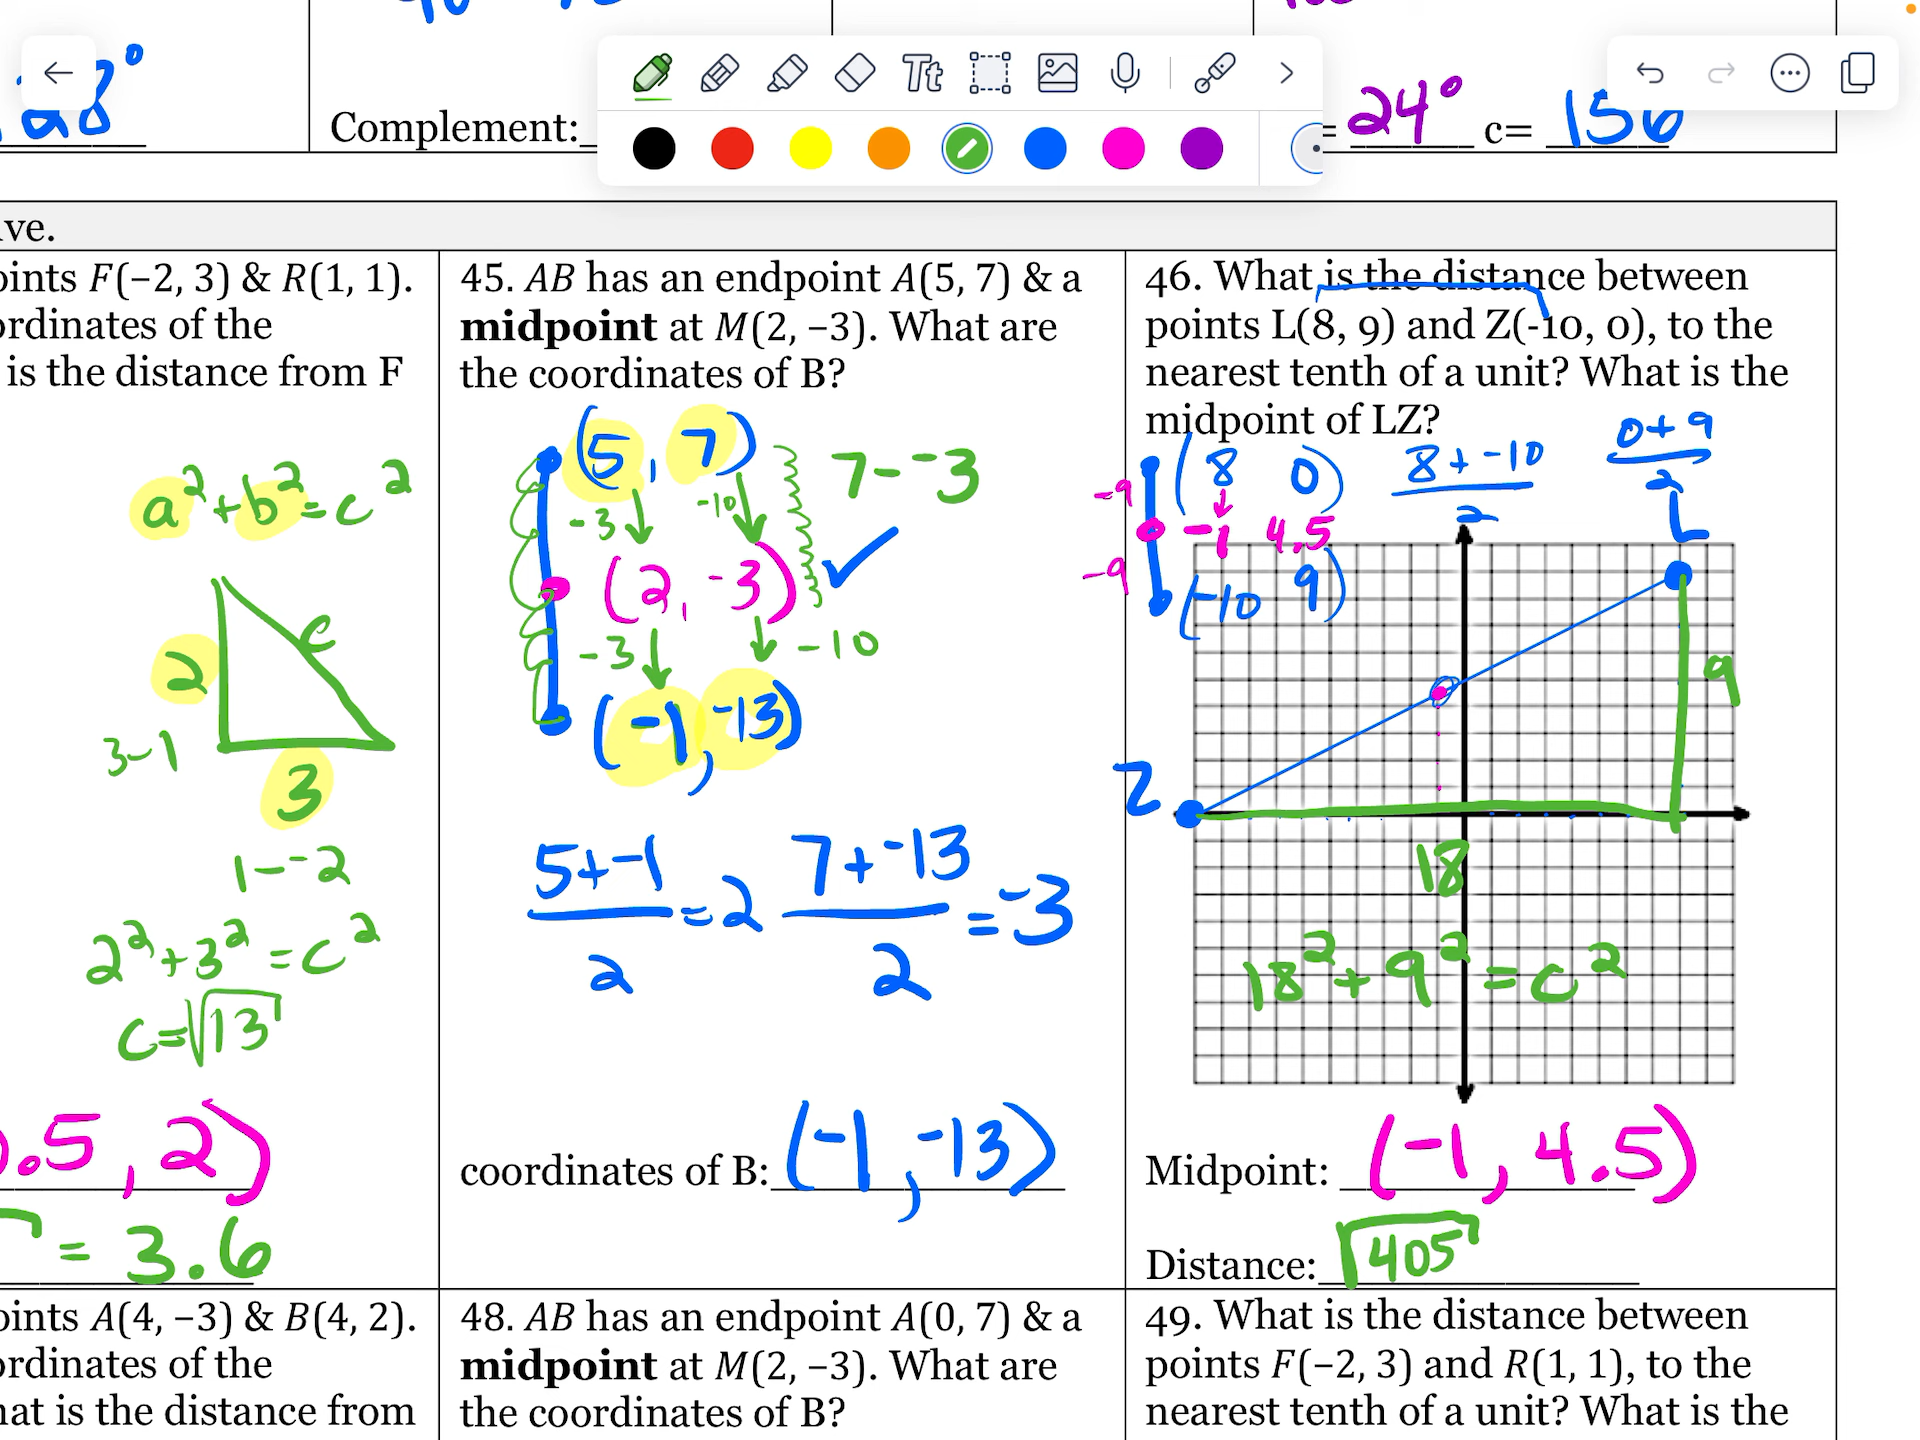 128°
Complement:
= 24° c= 156
Tt
ve.
oints F(−2, 3) & R(1, 1).
ordinates of the
is the distance from F
a² + b² = c²
c
2
3-1
3
1--2
2² + 3² = c²
c = √13
.5, 2)
= 3.6
45. AB has an endpoint A(5, 7) & a
midpoint at M(2, −3). What are
the coordinates of B?
(5, 7)
7--3
-3 -10
(2, -3)
-3 -10
(-1, -13)
5+-1/2 = 2 7+-13/2 = -3
coordinates of B: (-1, -13)
46. What is the distance between
points L(8, 9) and Z(-10, 0), to the
nearest tenth of a unit? What is the
midpoint of LZ?
(8 0) 8+-10/2 0+9/2
-9
-1 4.5
-9
(-10 9)
L
9
Z
18
18² + 9² = c²
Midpoint: (-1, 4.5)
Distance: √405
oints A(4, −3) & B(4, 2).
ordinates of the
hat is the distance from
48. AB has an endpoint A(0, 7) & a
midpoint at M(2, −3). What are
the coordinates of B?
49. What is the distance between
points F(−2, 3) and R(1, 1), to the
nearest tenth of a unit? What is the